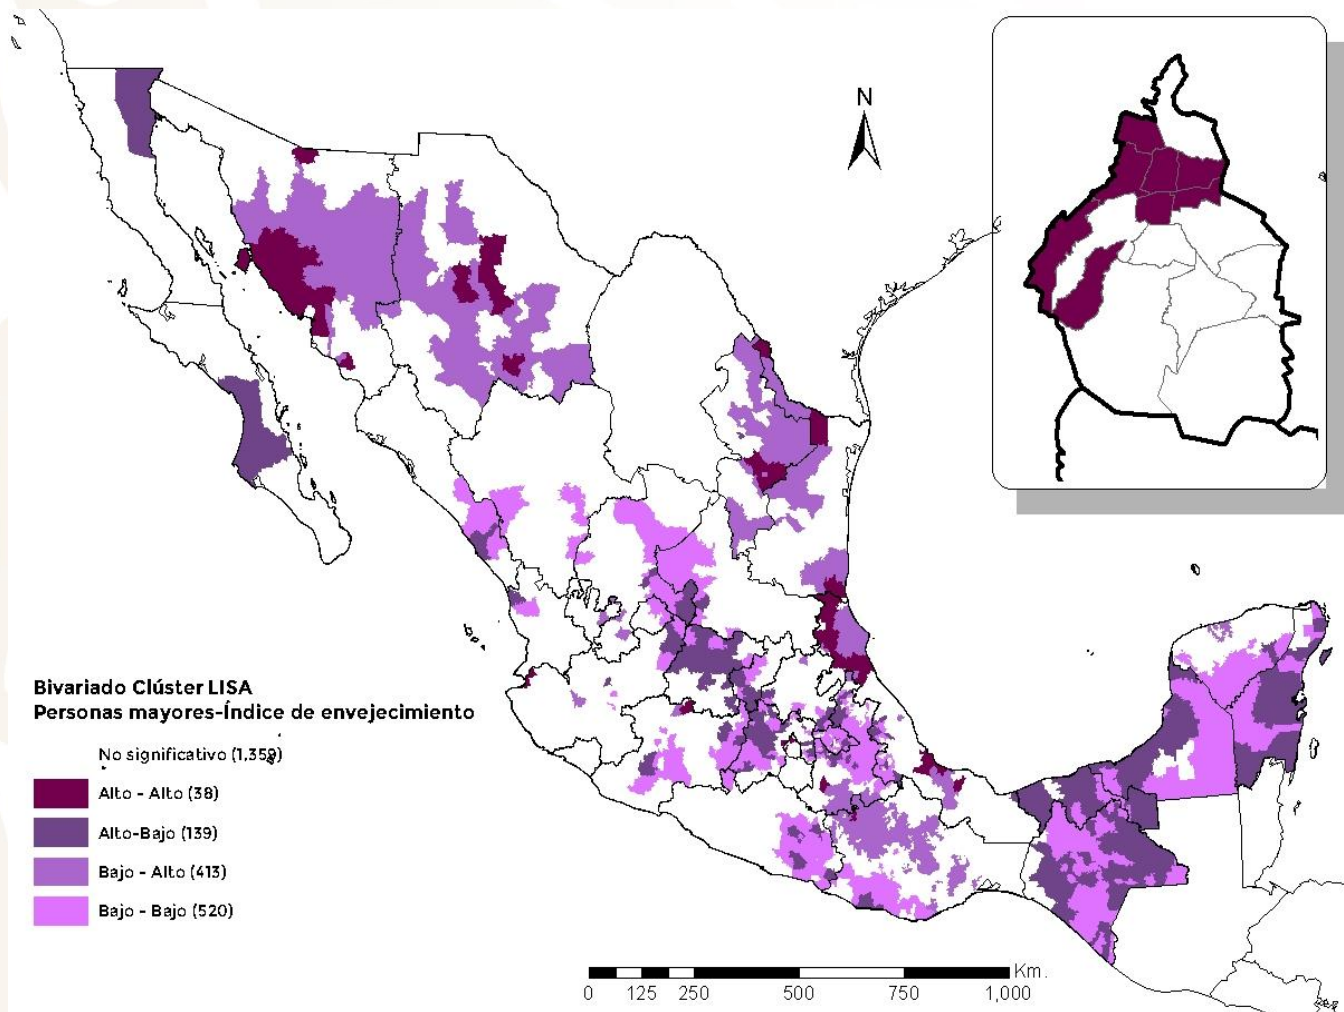 N
Bivariado Clúster LISA
Personas mayores-Índice de envejecimiento
No significativo (1,359)
Alto - Alto (38)
Alto-Bajo (139)
Bajo - Alto (413)
Bajo - Bajo (520)
Km.
0 125 250 500 750 1,000